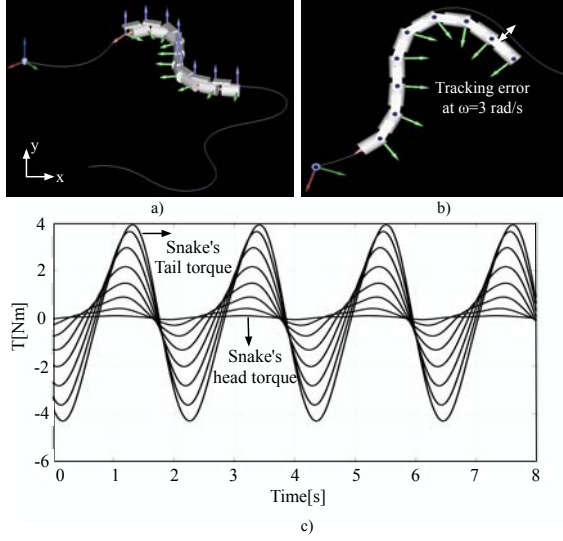 y
x
Tracking error
at ω=3 rad/s
a)
b)
4
2
0
-2
-4
-6
T[Nm]
Snake's
Tail torque
Snake's
head torque
0 1 2 3 4 5 6 7 8
Time[s]
c)